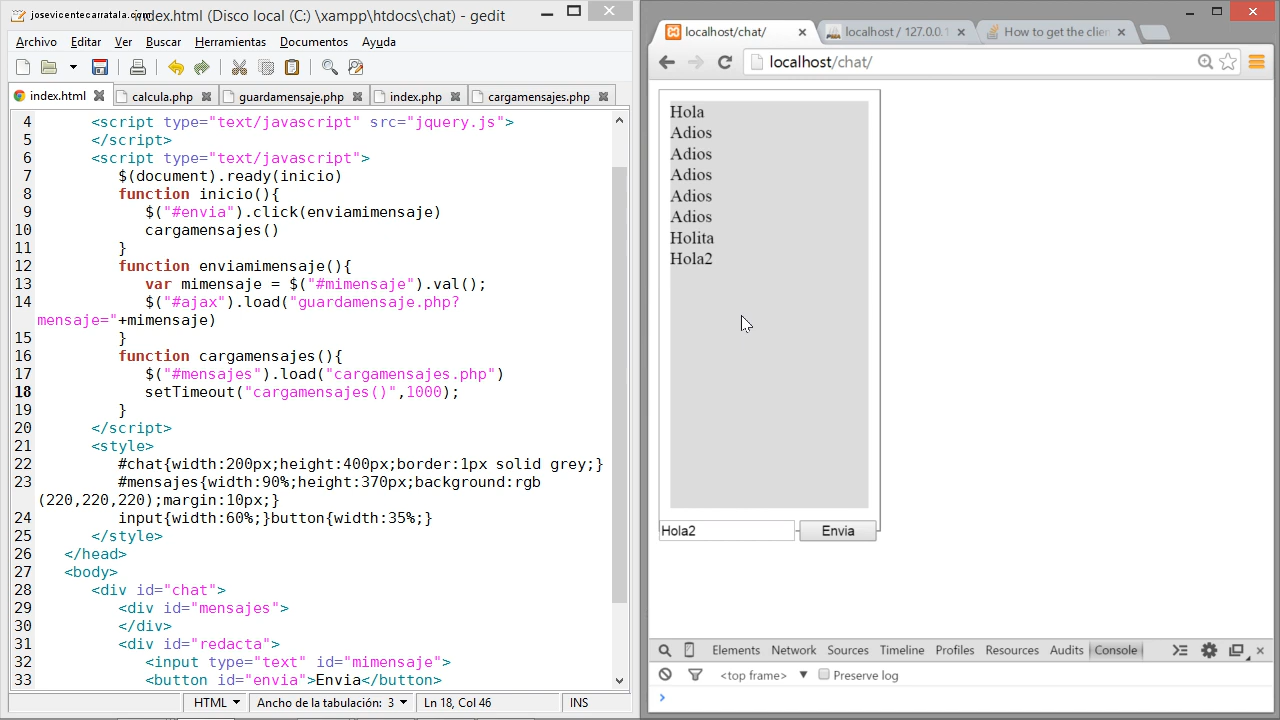 josevicentecarratala.com
index.html (Disco local (C:) \xampp\htdocs\chat) - gedit
Archivo Editar Ver Buscar Herramientas Documentos Ayuda
index.html calcula.php guardamensaje.php index.php cargamensajes.php
4 <script type="text/javascript" src="jquery.js">
5 </script>
6 <script type="text/javascript">
7 $(document).ready(inicio)
8 function inicio(){
9 $("#envia").click(enviamimensaje)
10 cargamensajes()
11 }
12 function enviamimensaje(){
13 var mimensaje = $("#mimensaje").val();
14 $("#ajax").load("guardamensaje.php?
mensaje="+mimensaje)
15 }
16 function cargamensajes(){
17 $("#mensajes").load("cargamensajes.php")
18 setTimeout("cargamensajes()",1000);
19 }
20 </script>
21 <style>
22 #chat{width:200px;height:400px;border:1px solid grey;}
23 #mensajes{width:90%;height:370px;background:rgb
(220,220,220);margin:10px;}
24 input{width:60%;}button{width:35%;}
25 </style>
26 </head>
27 <body>
28 <div id="chat">
29 <div id="mensajes">
30 </div>
31 <div id="redacta">
32 <input type="text" id="mimensaje">
33 <button id="envia">Envia</button>
HTML Ancho de la tabulación: 3 Ln 18, Col 46 INS
localhost/chat/ localhost / 127.0.0.1 How to get the clien
localhost/chat/
Hola
Adios
Adios
Adios
Adios
Adios
Holita
Hola2
Hola2 Envia
Elements Network Sources Timeline Profiles Resources Audits Console
<top frame> Preserve log